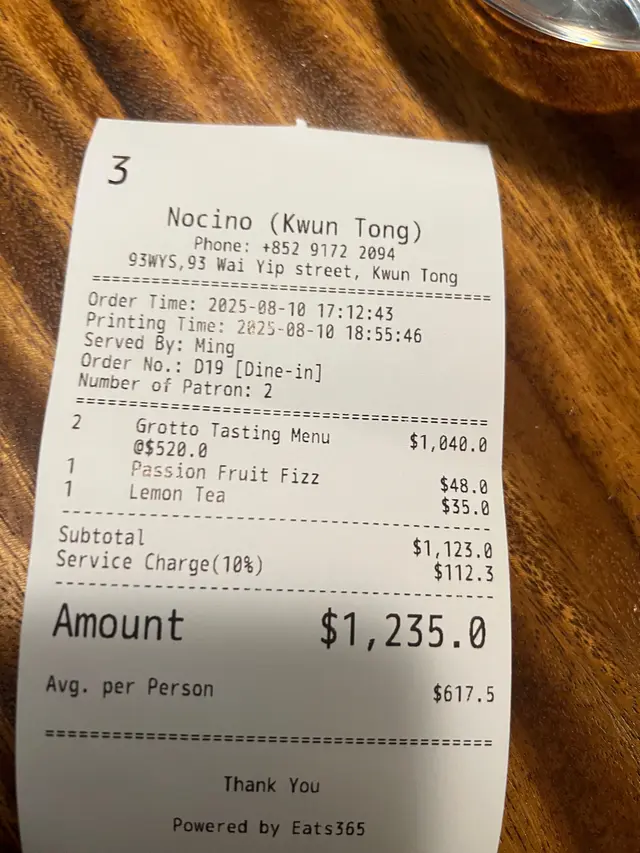 3
Nocino (Kwun Tong)
Phone: +852 9172 2094
93WYS,93 Wai Yip street, Kwun Tong
Order Time: 2025-08-10 17:12:43
Printing Time: 2025-08-10 18:55:46
Served By: Ming
Order No.: D19 [Dine-in]
Number of Patron: 2
2 Grotto Tasting Menu $1,040.0
@$520.0
1 Passion Fruit Fizz $48.0
1 Lemon Tea $35.0
Subtotal $1,123.0
Service Charge(10%) $112.3
Amount $1,235.0
Avg. per Person $617.5
Thank You
Powered by Eats365